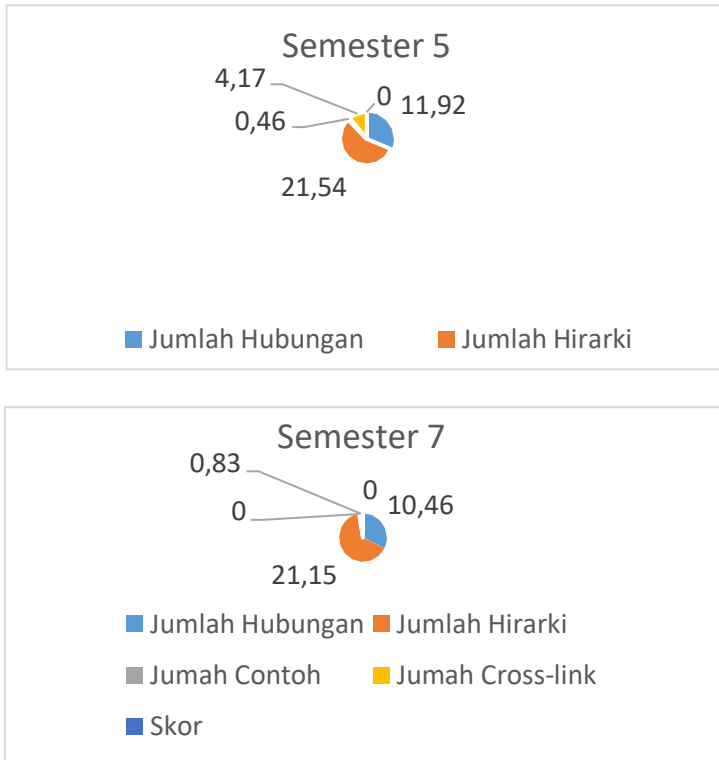 Semester 5
4,17
0
11,92
0,46
21,54
Jumlah Hubungan
Jumlah Hirarki
Semester 7
0,83
0
10,46
0
21,15
Jumlah Hubungan
Jumlah Hirarki
Jumah Contoh
Jumah Cross-link
Skor